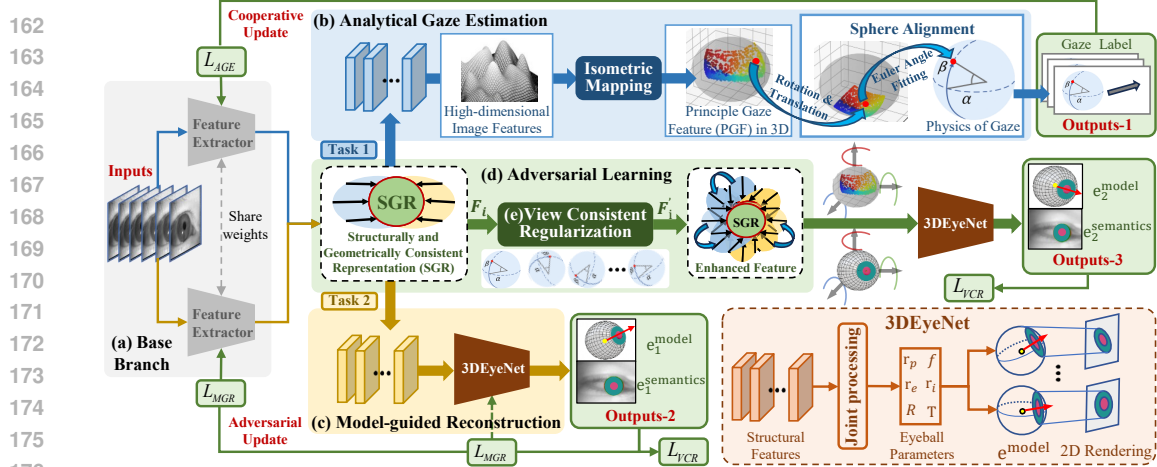 162
163
164
165
166
167
168
169
170
171
172
173
174
175
Cooperative
Update
L_AGE
Inputs
Feature
Extractor
Share
weights
Feature
Extractor
(a) Base
Branch
L_MGR
Adversarial
Update
(b) Analytical Gaze Estimation
High-dimensional
Image Features
Isometric
Mapping
Principle Gaze
Feature (PGF) in 3D
Rotation &
Translation
Sphere Alignment
Euler Angle
Fitting
β
α
Physics of Gaze
Gaze Label
β
α
Outputs-1
Task 1
SGR
Structurally and
Geometrically Consistent
Representation (SGR)
(d) Adversarial Learning
F_i
(e)View Consistent
Regularization
F_i'
β
α
...
SGR
Enhanced Feature
3DEyeNet
e_2^model
e_2^semantics
Outputs-3
L_VCR
Task 2
...
3DEyeNet
(c) Model-guided Reconstruction
L_MGR
e_1^model
e_1^semantics
Outputs-2
L_VCR
3DEyeNet
...
Structural
Features
Joint processing
r_p f
r_e r_i
R T
Eyeball
Parameters
e^model
2D Rendering